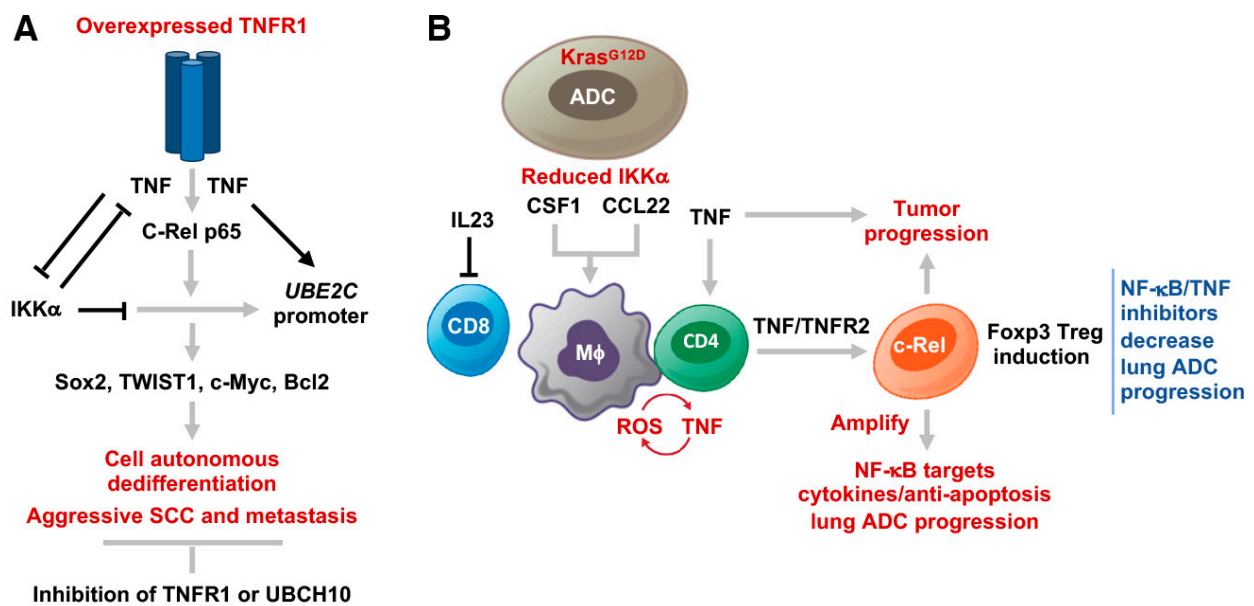 A
Overexpressed TNFR1
TNF TNF
C-Rel p65
IKKα
UBE2C
promoter
Sox2, TWIST1, c-Myc, Bcl2
Cell autonomous
dedifferentiation
Aggressive SCC and metastasis
Inhibition of TNFR1 or UBCH10
B
KrasG12D
ADC
Reduced IKKα
CSF1 CCL22
IL23
TNF
Tumor
progression
CD8
Mϕ
CD4
TNF/TNFR2
c-Rel
Foxp3 Treg
induction
ROS TNF
Amplify
NF-κB targets
cytokines/anti-apoptosis
lung ADC progression
NF-κB/TNF
inhibitors
decrease
lung ADC
progression